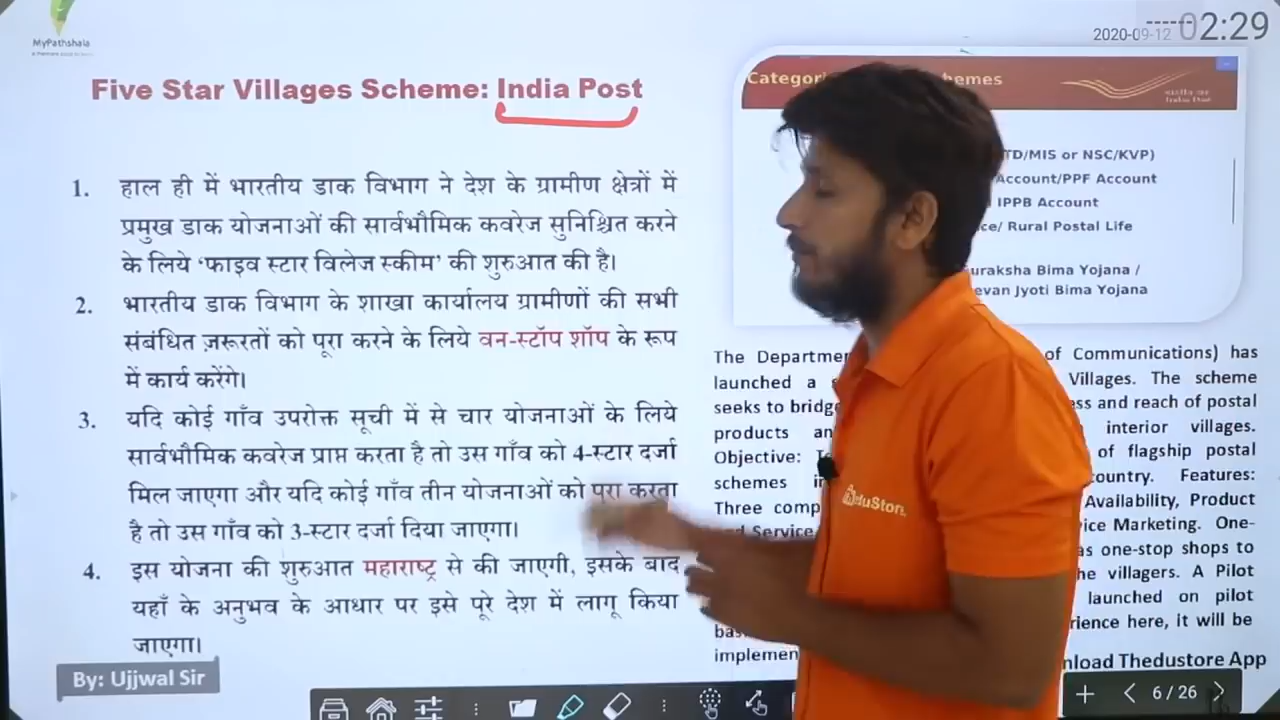 MyPathshala
2020-09-12 02:29
Five Star Villages Scheme: India Post
1. हाल ही में भारतीय डाक विभाग ने देश के ग्रामीण क्षेत्रों में
प्रमुख डाक योजनाओं की सार्वभौमिक कवरेज सुनिश्चित करने
के लिये ‘फाइव स्टार विलेज स्कीम’ की शुरुआत की है।
2. भारतीय डाक विभाग के शाखा कार्यालय ग्रामीणों की सभी
संबंधित ज़रूरतों को पूरा करने के लिये वन-स्टॉप शॉप के रूप
में कार्य करेंगे।
3. यदि कोई गाँव उपरोक्त सूची में से चार योजनाओं के लिये
सार्वभौमिक कवरेज प्राप्त करता है तो उस गाँव को 4-स्टार दर्जा
मिल जाएगा और यदि कोई गाँव तीन योजनाओं को पूरा करता
है तो उस गाँव को 3-स्टार दर्जा दिया जाएगा।
4. इस योजना की शुरुआत महाराष्ट्र से की जाएगी, इसके बाद
यहाँ के अनुभव के आधार पर इसे पूरे देश में लागू किया
जाएगा।
By: Ujjwal Sir
hemes
India Post
TD/MIS or NSC/KVP)
Account/PPF Account
IPPB Account
ce/ Rural Postal Life
uraksha Bima Yojana /
evan Jyoti Bima Yojana
The Departme of Communications) has
launched a Villages. The scheme
seeks to bridg ess and reach of postal
products an interior villages.
Objective: of flagship postal
schemes in country. Features:
Three comp Availability, Product
nd Service ice Marketing. One-
as one-stop shops to
he villagers. A Pilot
launched on pilot
bas rience here, it will be
implemen
nload Thedustore App
theduStore
6 / 26